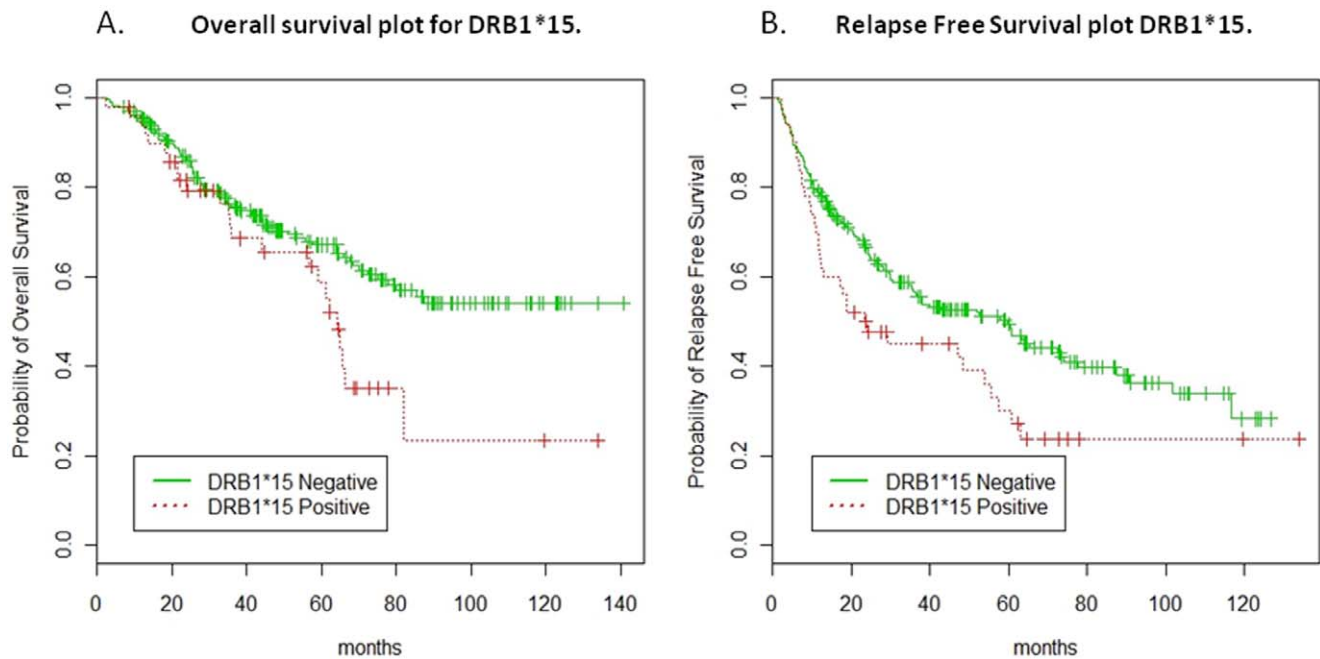 A. Overall survival plot for DRB1*15.
Probability of Overall Survival
1.0
0.8
0.6
0.4
0.2
0.0
DRB1*15 Negative
DRB1*15 Positive
0 20 40 60 80 100 120 140
months
B. Relapse Free Survival plot DRB1*15.
Probability of Relapse Free Survival
1.0
0.8
0.6
0.4
0.2
0.0
DRB1*15 Negative
DRB1*15 Positive
0 20 40 60 80 100 120
months